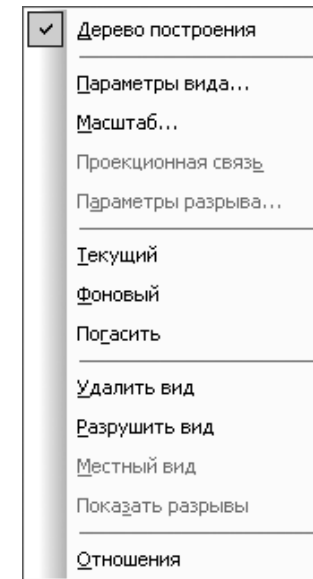 Дерево построения
Параметры вида...
Масштаб...
Проекционная связь
Параметры разрыва...
Текущий
Фоновый
Погасить
Удалить вид
Разрушить вид
Местный вид
Показать разрывы
Отношения